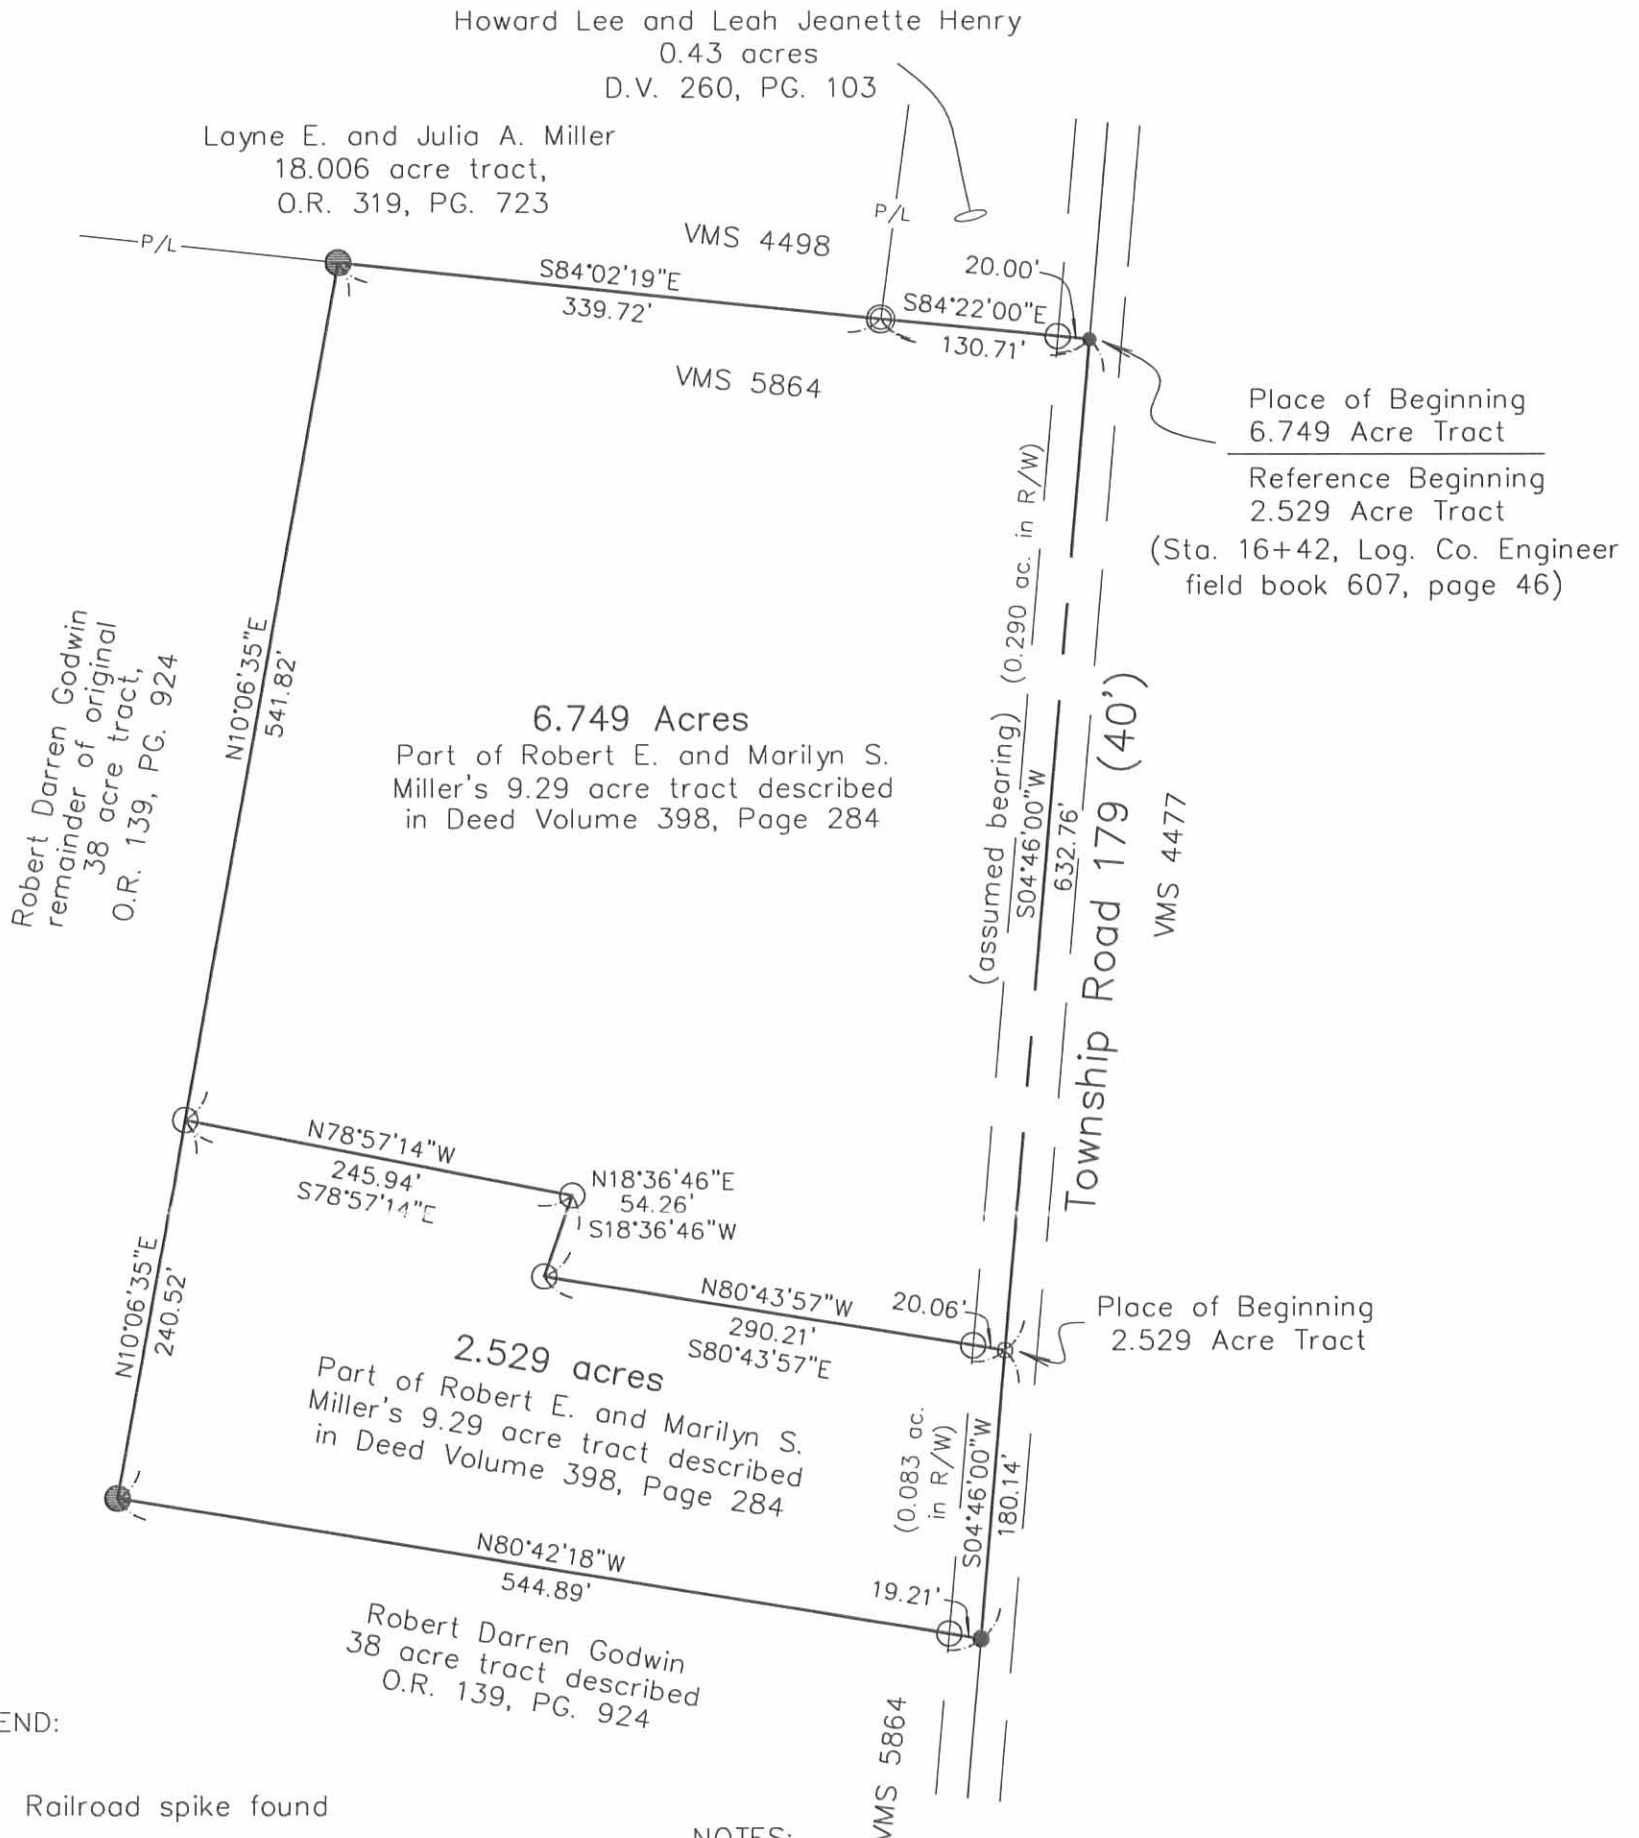 Howard Lee and Leah Jeanette Henry
0.43 acres
D.V. 260, PG. 103
Layne E. and Julia A. Miller
18.006 acre tract,
O.R. 319, PG. 723
P/L
P/L
VMS 4498
20.00'
S84°02'19"E
339.72'
S84°22'00"E
130.71'
VMS 5864
Place of Beginning
6.749 Acre Tract
Reference Beginning
2.529 Acre Tract
(Sta. 16+42, Log. Co. Engineer
field book 607, page 46)
(0.290 ac. in R/W)
(assumed bearing)
S04°46'00"W
632.76'
Township Road 179 (40')
VMS 4477
Robert Darren Godwin
remainder of original
38 acre tract,
O.R. 139, PG. 924
N10°06'35"E
541.82'
6.749 Acres
Part of Robert E. and Marilyn S.
Miller's 9.29 acre tract described
in Deed Volume 398, Page 284
N78°57'14"W
245.94'
S78°57'14"E
N18°36'46"E
54.26'
S18°36'46"W
N80°43'57"W
290.21'
S80°43'57"E
20.06'
Place of Beginning
2.529 Acre Tract
N10°06'35"E
240.52'
2.529 acres
Part of Robert E. and Marilyn S.
Miller's 9.29 acre tract described
in Deed Volume 398, Page 284
(0.083 ac.
in R/W)
S04°46'00"W
180.14'
N80°42'18"W
544.89'
19.21'
Robert Darren Godwin
38 acre tract described
O.R. 139, PG. 924
VMS 5864
END:
Railroad spike found
NOTES: